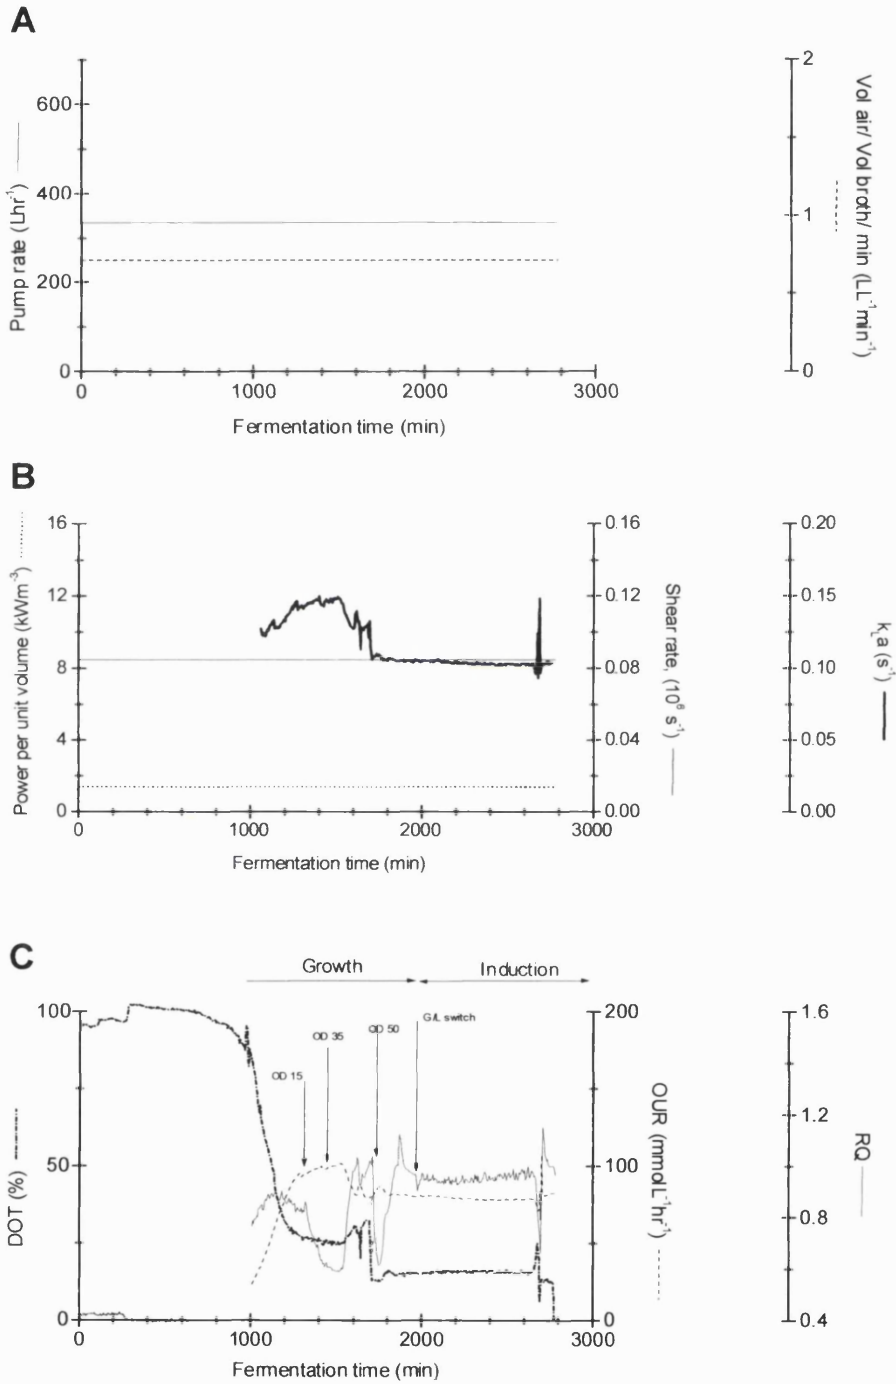 A
2
600
400
1
200
0
0
0
1000
2000
3000
Pump rate (Lhr-1)
Vol air/ Vol broth/ min (LL-1min-1)
Fermentation time (min)
B
16
0.16
0.20
12
0.12
0.15
8
0.08
0.10
4
0.04
0.05
0
0.00
0.00
0
1000
2000
3000
Power per unit volume (kWm-3)
Shear rate, (106 s-1)
kLa (s-1)
Fermentation time (min)
C
Growth
Induction
100
200
1.6
OD 15
OD 35
OD 50
G/L switch
1.2
50
100
0.8
0
0
0.4
0
1000
2000
3000
DOT (%)
OUR (mmolL-1hr-1)
RQ
Fermentation time (min)